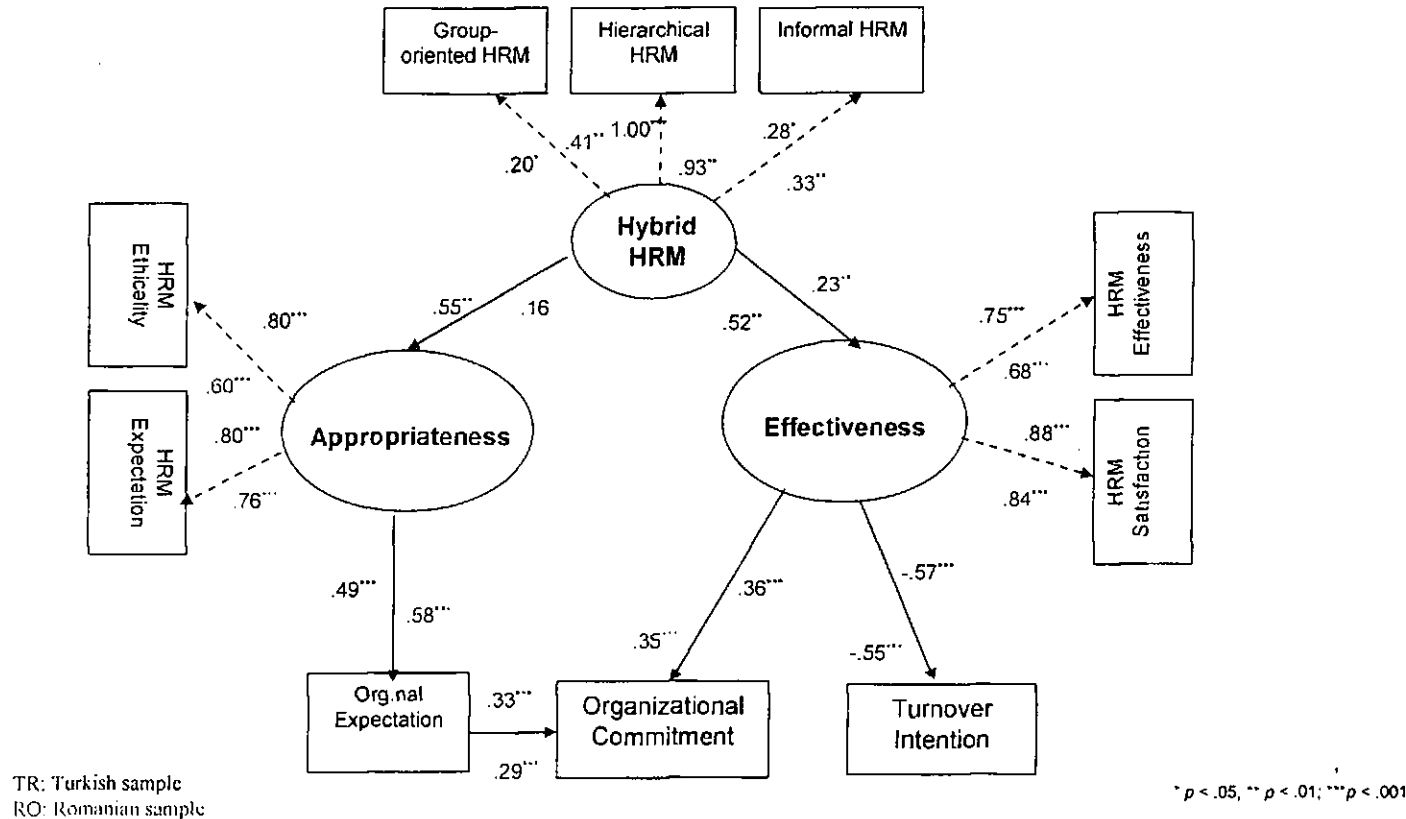 Group-
oriented HRM
Hierarchical
HRM
Informal HRM
.41**
1.00***
.28*
.20*
.93**
.33**
Hybrid
HRM
HRM
Ethicality
HRM
Effectiveness
.80***
.55**
.16
.23**
.52**
.75***
.60***
.68***
HRM
Expectation
.80***
Appropriateness
Effectiveness
.88***
HRM
Satisfaction
.76***
.84***
.49***
.58***
.36***
-.57***
.35***
-.55***
Org.nal
Expectation
.33***
.29***
Organizational
Commitment
Turnover
Intention
TR: Turkish sample
RO: Romanian sample
* p < .05, ** p < .01; ***p < .001